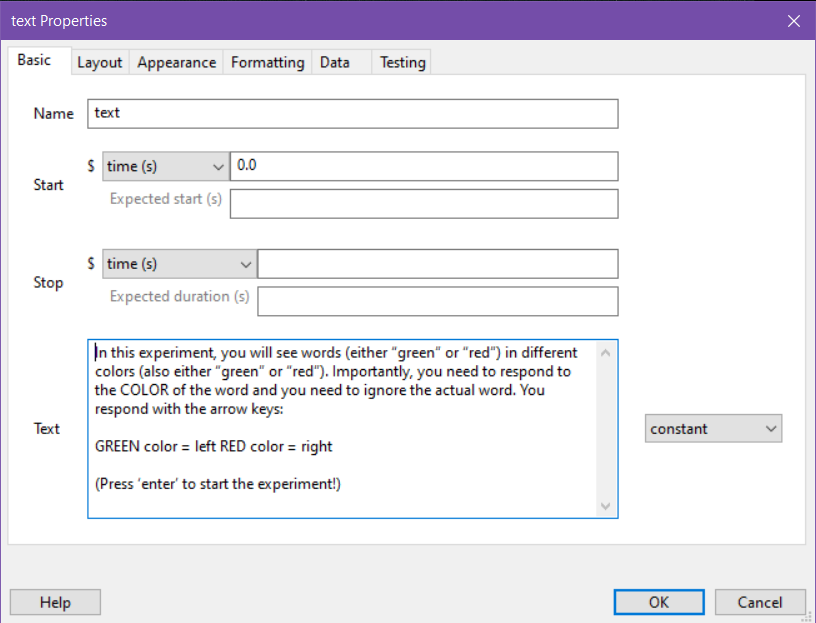 text Properties
Basic Layout Appearance Formatting Data Testing
Name text
Start $ time (s) 0.0
Expected start (s)
Stop $ time (s)
Expected duration (s)
Text
In this experiment, you will see words (either “green” or “red”) in different
colors (also either “green” or “red”). Importantly, you need to respond to
the COLOR of the word and you need to ignore the actual word. You
respond with the arrow keys:
GREEN color = left RED color = right
(Press ‘enter’ to start the experiment!)
constant
Help OK Cancel